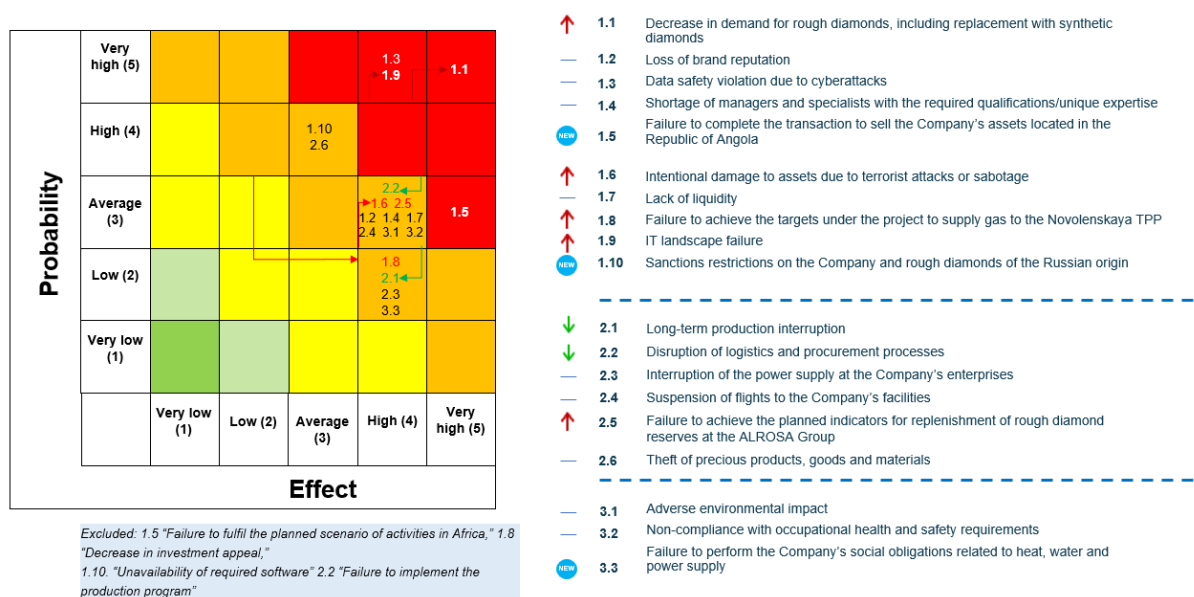 Probability
Very
high (5)
1.3
1.9
1.1
High (4)
1.10
2.6
Average
(3)
2.2
1.6 2.5
1.2 1.4 1.7
2.4 3.1 3.2
1.5
Low (2)
1.8
2.1
2.3
3.3
Very low
(1)
Very low
(1)
Low (2)
Average
(3)
High (4)
Very
high (5)
Effect
Excluded: 1.5 “Failure to fulfil the planned scenario of activities in Africa,” 1.8
“Decrease in investment appeal,”
1.10. “Unavailability of required software” 2.2 “Failure to implement the
production program”
1.1 Decrease in demand for rough diamonds, including replacement with synthetic
diamonds
1.2 Loss of brand reputation
1.3 Data safety violation due to cyberattacks
1.4 Shortage of managers and specialists with the required qualifications/unique expertise
NEW 1.5 Failure to complete the transaction to sell the Company’s assets located in the
Republic of Angola
1.6 Intentional damage to assets due to terrorist attacks or sabotage
1.7 Lack of liquidity
1.8 Failure to achieve the targets under the project to supply gas to the Novolenskaya TPP
1.9 IT landscape failure
NEW 1.10 Sanctions restrictions on the Company and rough diamonds of the Russian origin
2.1 Long-term production interruption
2.2 Disruption of logistics and procurement processes
2.3 Interruption of the power supply at the Company’s enterprises
2.4 Suspension of flights to the Company’s facilities
2.5 Failure to achieve the planned indicators for replenishment of rough diamond
reserves at the ALROSA Group
2.6 Theft of precious products, goods and materials
3.1 Adverse environmental impact
3.2 Non-compliance with occupational health and safety requirements
NEW 3.3 Failure to perform the Company’s social obligations related to heat, water and
power supply